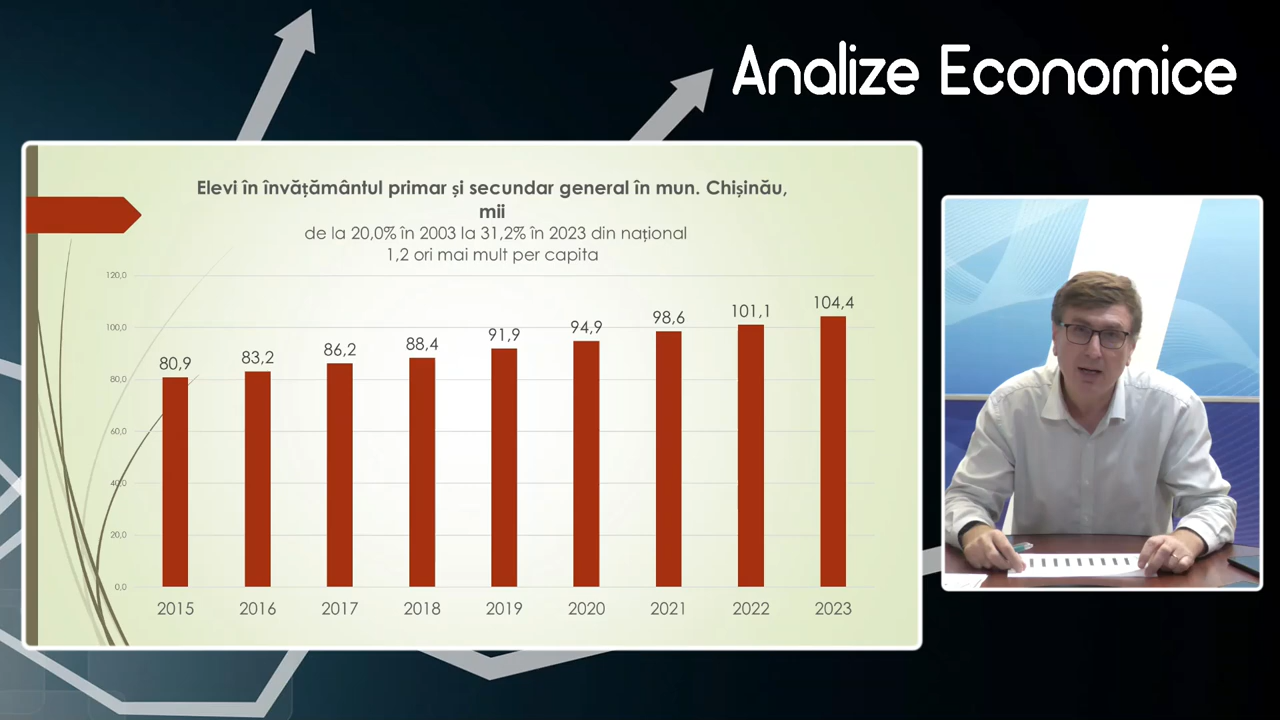 Analize Economice
Elevi în învățământul primar și secundar general în mun. Chișinău,
mii
de la 20,0% în 2003 la 31,2% în 2023 din național
1,2 ori mai mult per capita
120,0
100,0
80,0
60,0
40,0
20,0
0,0
80,9
83,2
86,2
88,4
91,9
94,9
98,6
101,1
104,4
2015 2016 2017 2018 2019 2020 2021 2022 2023